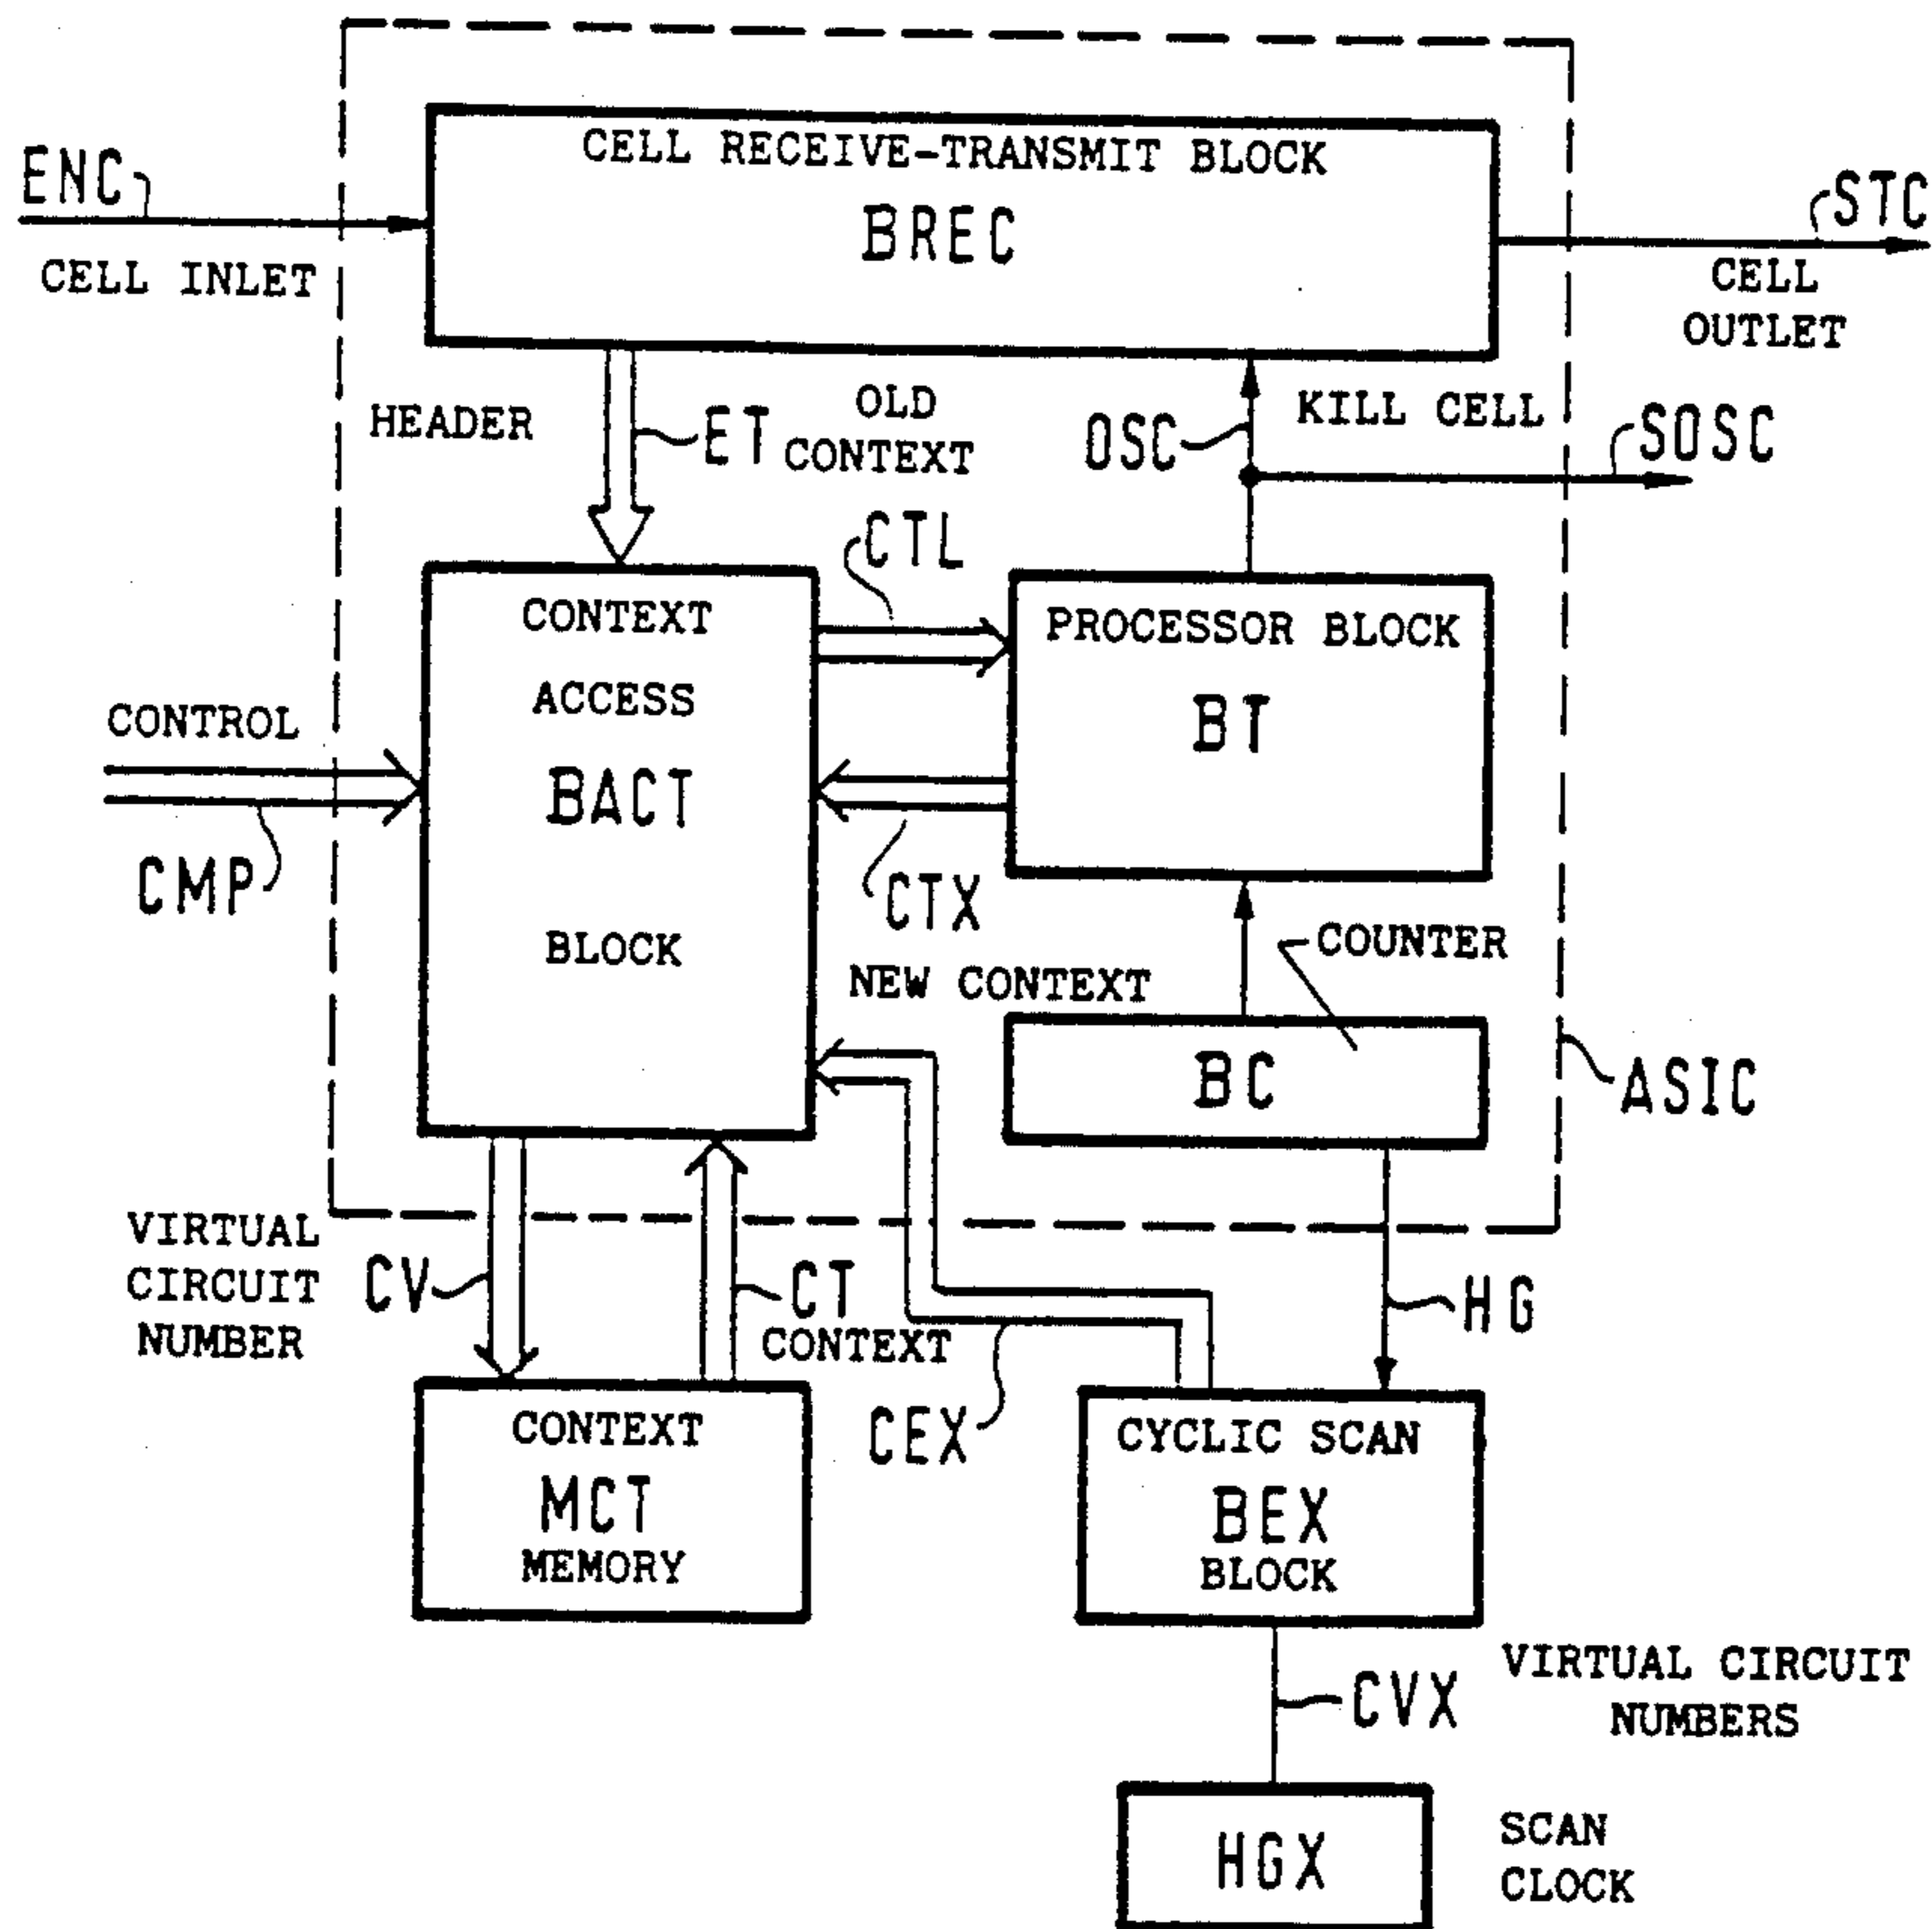 CELL RECEIVE-TRANSMIT BLOCK
BREC
ENC
CELL INLET
STC
CELL
OUTLET
HEADER
ET
OLD
CONTEXT
OSC
KILL CELL
SOSC
CTL
CONTEXT
ACCESS
BACT
BLOCK
PROCESSOR BLOCK
BT
CONTROL
CMP
CTX
NEW CONTEXT
COUNTER
BC
ASIC
VIRTUAL
CIRCUIT
NUMBER
CV
CT
CONTEXT
CEX
HG
CONTEXT
MCT
MEMORY
CYCLIC SCAN
BEX
BLOCK
CVX
VIRTUAL CIRCUIT
NUMBERS
HGX
SCAN
CLOCK